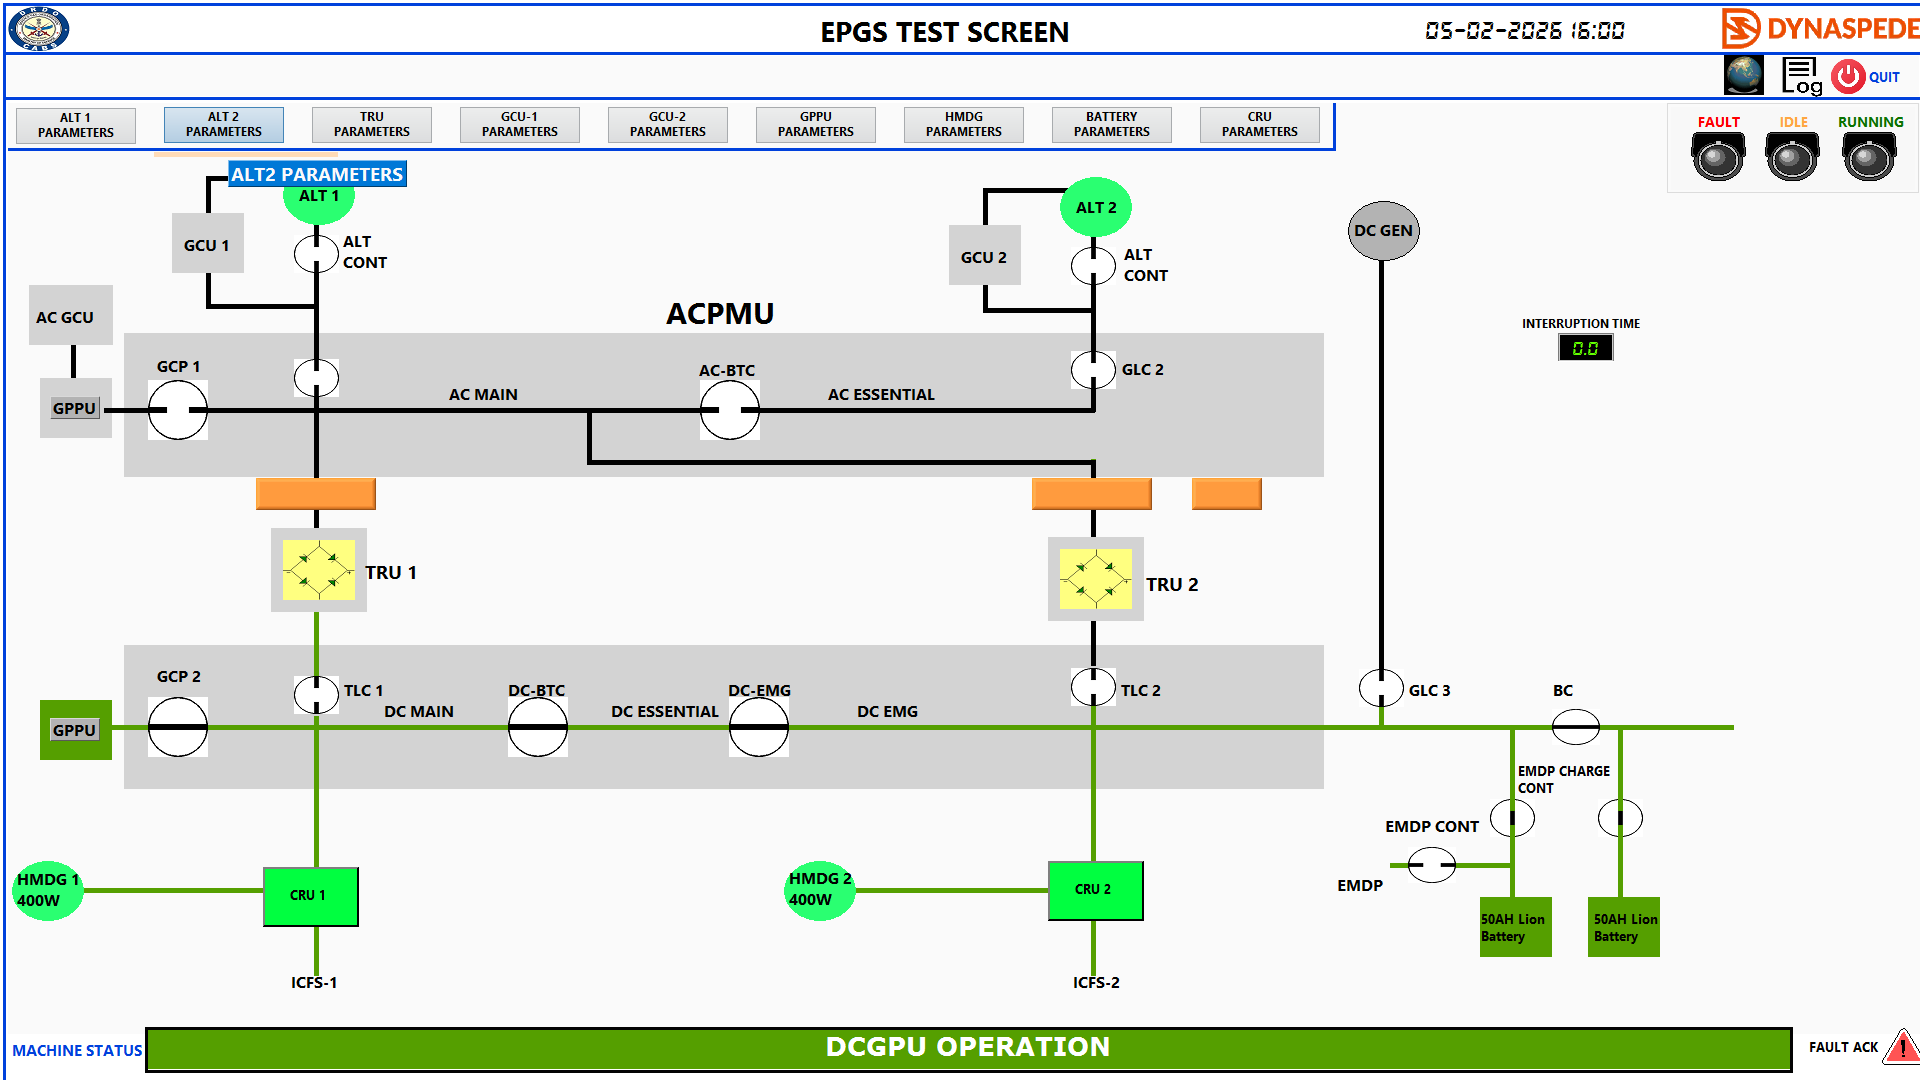 DRDO
CABS
EPGS TEST SCREEN
05-02-2026 16:00
DYNASPEDE
Log
QUIT
ALT 1
PARAMETERS
ALT 2
PARAMETERS
TRU
PARAMETERS
GCU-1
PARAMETERS
GCU-2
PARAMETERS
GPPU
PARAMETERS
HMDG
PARAMETERS
BATTERY
PARAMETERS
CRU
PARAMETERS
FAULT
IDLE
RUNNING
ALT2 PARAMETERS
ALT 1
GCU 1
ALT
CONT
ALT 2
GCU 2
ALT
CONT
DC GEN
AC GCU
ACPMU
INTERRUPTION TIME
0.0
GCP 1
AC-BTC
GLC 2
AC MAIN
AC ESSENTIAL
GPPU
TRU 1
TRU 2
GCP 2
TLC 1
DC-BTC
DC-EMG
TLC 2
GLC 3
BC
DC MAIN
DC ESSENTIAL
DC EMG
GPPU
EMDP CHARGE
CONT
EMDP CONT
EMDP
HMDG 1
400W
CRU 1
HMDG 2
400W
CRU 2
50AH Lion
Battery
50AH Lion
Battery
ICFS-1
ICFS-2
MACHINE STATUS
DCGPU OPERATION
FAULT ACK